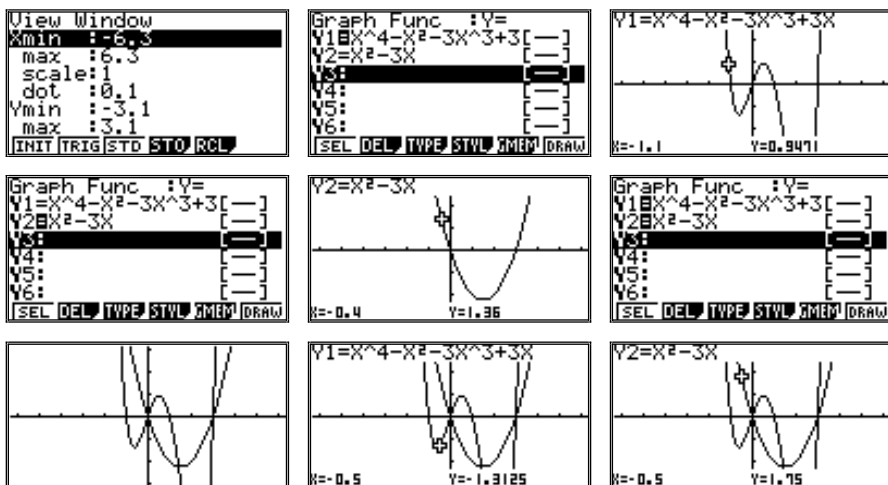 View Window
Xmin :-6.3
max :6.3
scale:1
dot :0.1
Ymin :-3.1
max :3.1
INIT TRIG STD STO RCL
Graph Func :Y=
Y1=X^4-X²-3X^3+3[—]
Y2=X²-3X [—]
Y3: [—]
Y4: [—]
Y5: [—]
Y6: [—]
SEL DEL TYPE STYL GMEM DRAW
Y1=X^4-X²-3X^3+3X
X=-1.1 Y=0.9471
Graph Func :Y=
Y1=X^4-X²-3X^3+3[—]
Y2=X²-3X [—]
Y3: [—]
Y4: [—]
Y5: [—]
Y6: [—]
SEL DEL TYPE STYL GMEM DRAW
Y2=X²-3X
X=-0.4 Y=1.36
Graph Func :Y=
Y1=X^4-X²-3X^3+3[—]
Y2=X²-3X [—]
Y3: [—]
Y4: [—]
Y5: [—]
Y6: [—]
SEL DEL TYPE STYL GMEM DRAW
Y1=X^4-X²-3X^3+3X
X=-0.5 Y=-1.3125
Y2=X²-3X
X=-0.5 Y=1.75